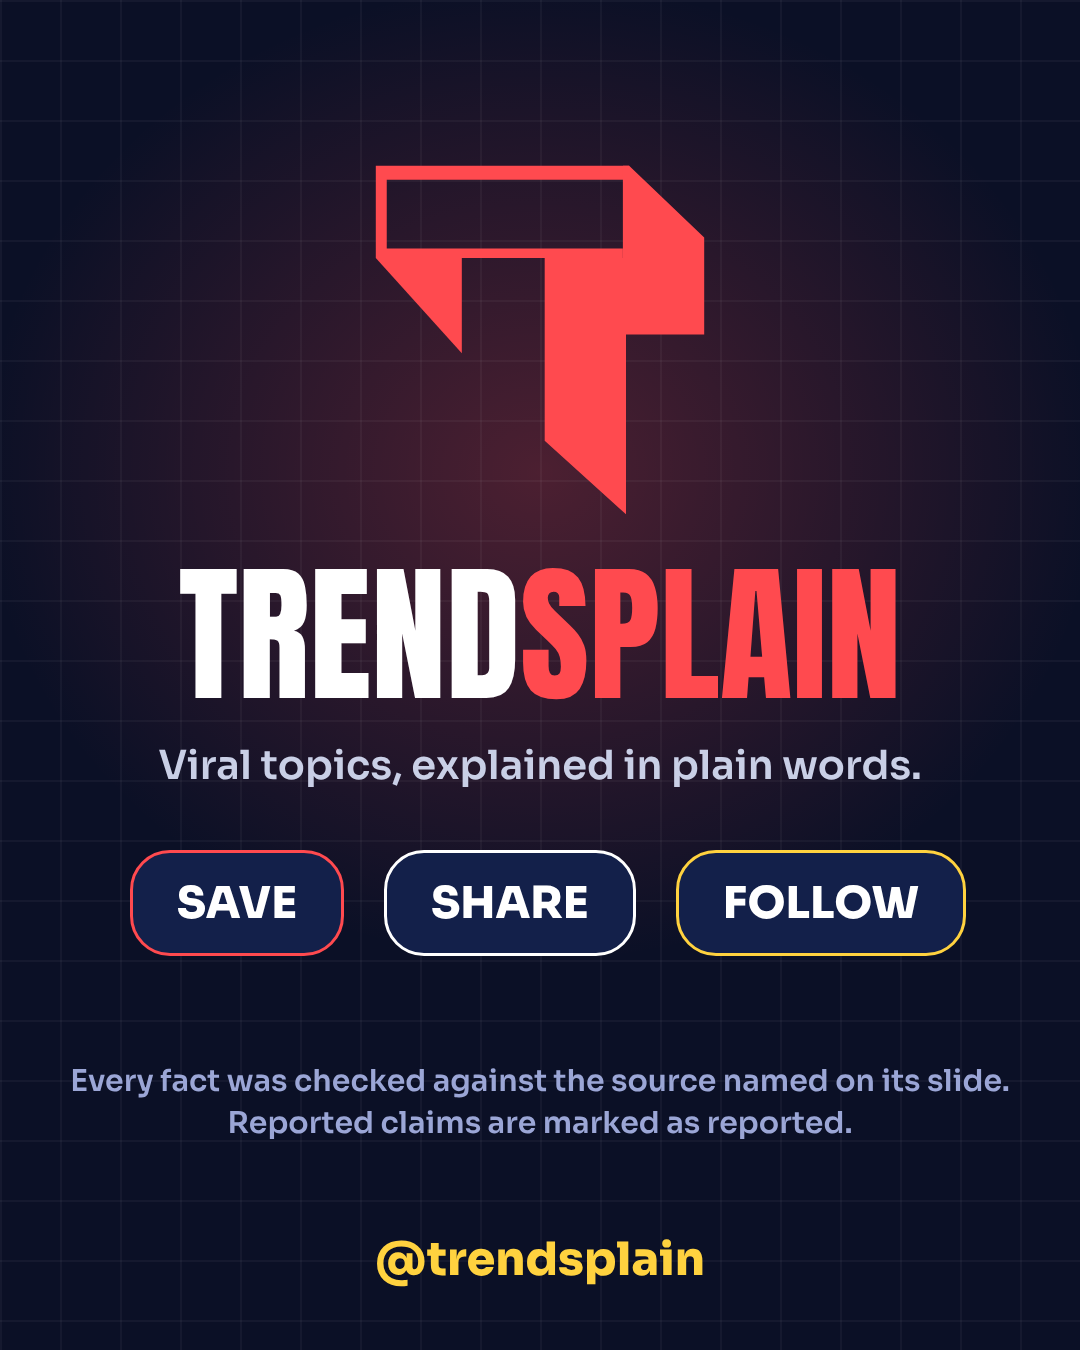 TRENDSPLAIN
Viral topics, explained in plain words.
SAVE SHARE FOLLOW
Every fact was checked against the source named on its slide.
Reported claims are marked as reported.
@trendsplain